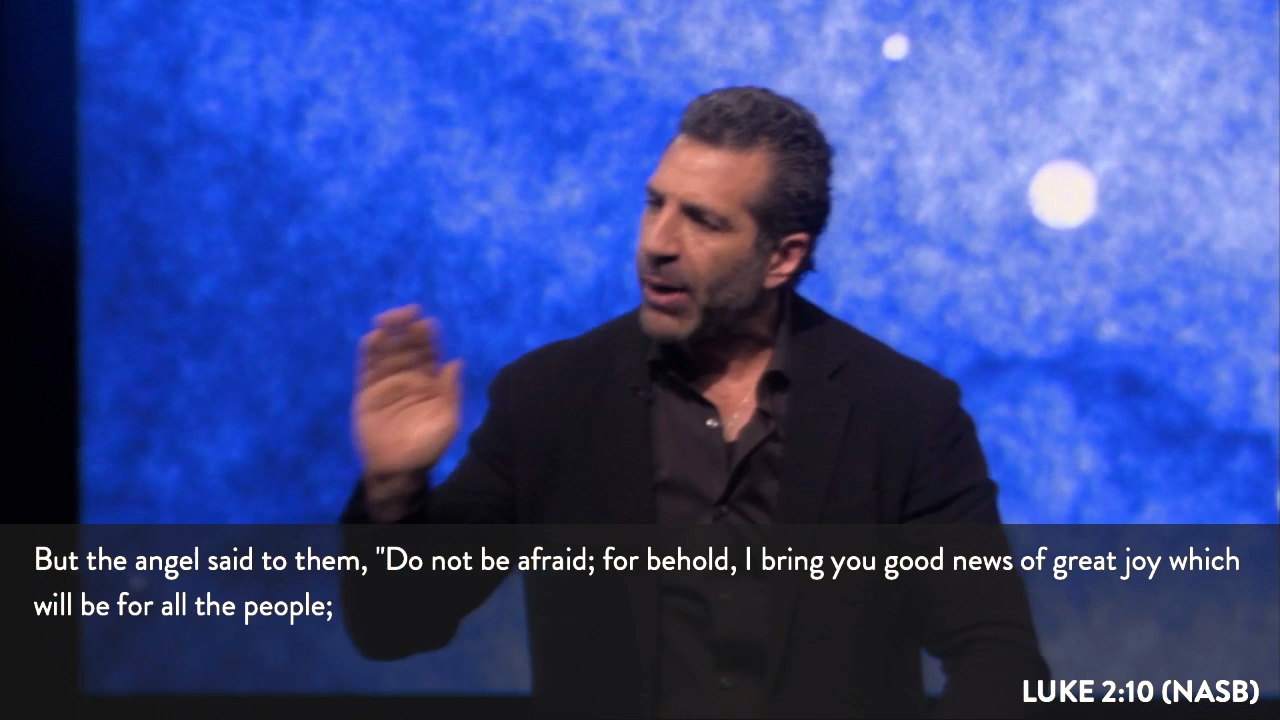 But the angel said to them, "Do not be afraid; for behold, I bring you good news of great joy which
will be for all the people;
LUKE 2:10 (NASB)